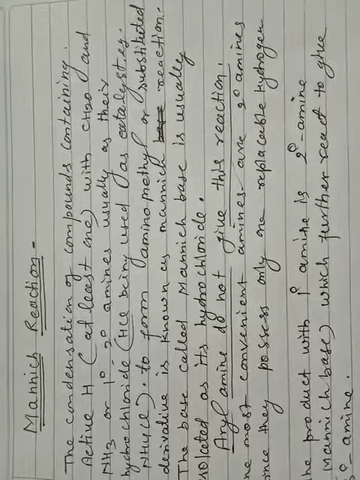 Mannich Reaction -
The condensation of compounds containing
Active H (at least one) with CH2O and
NH3 or 1° 2° amines usually as their
hydrochloride (HCl being used as catalyst eg.
NH4Cl). to form aminomethyl or substituted
derivative is known as mannich reaction.
The base called Mannich base is usually
isolated as its hydrochloride.
Aryl amine do not give this reaction.
The most convenient amines are 2° amines
since they possess only one replacable hydrogen
The product with 1° amine is 2° amine
(Mannich base) which further react to give
3° amine.